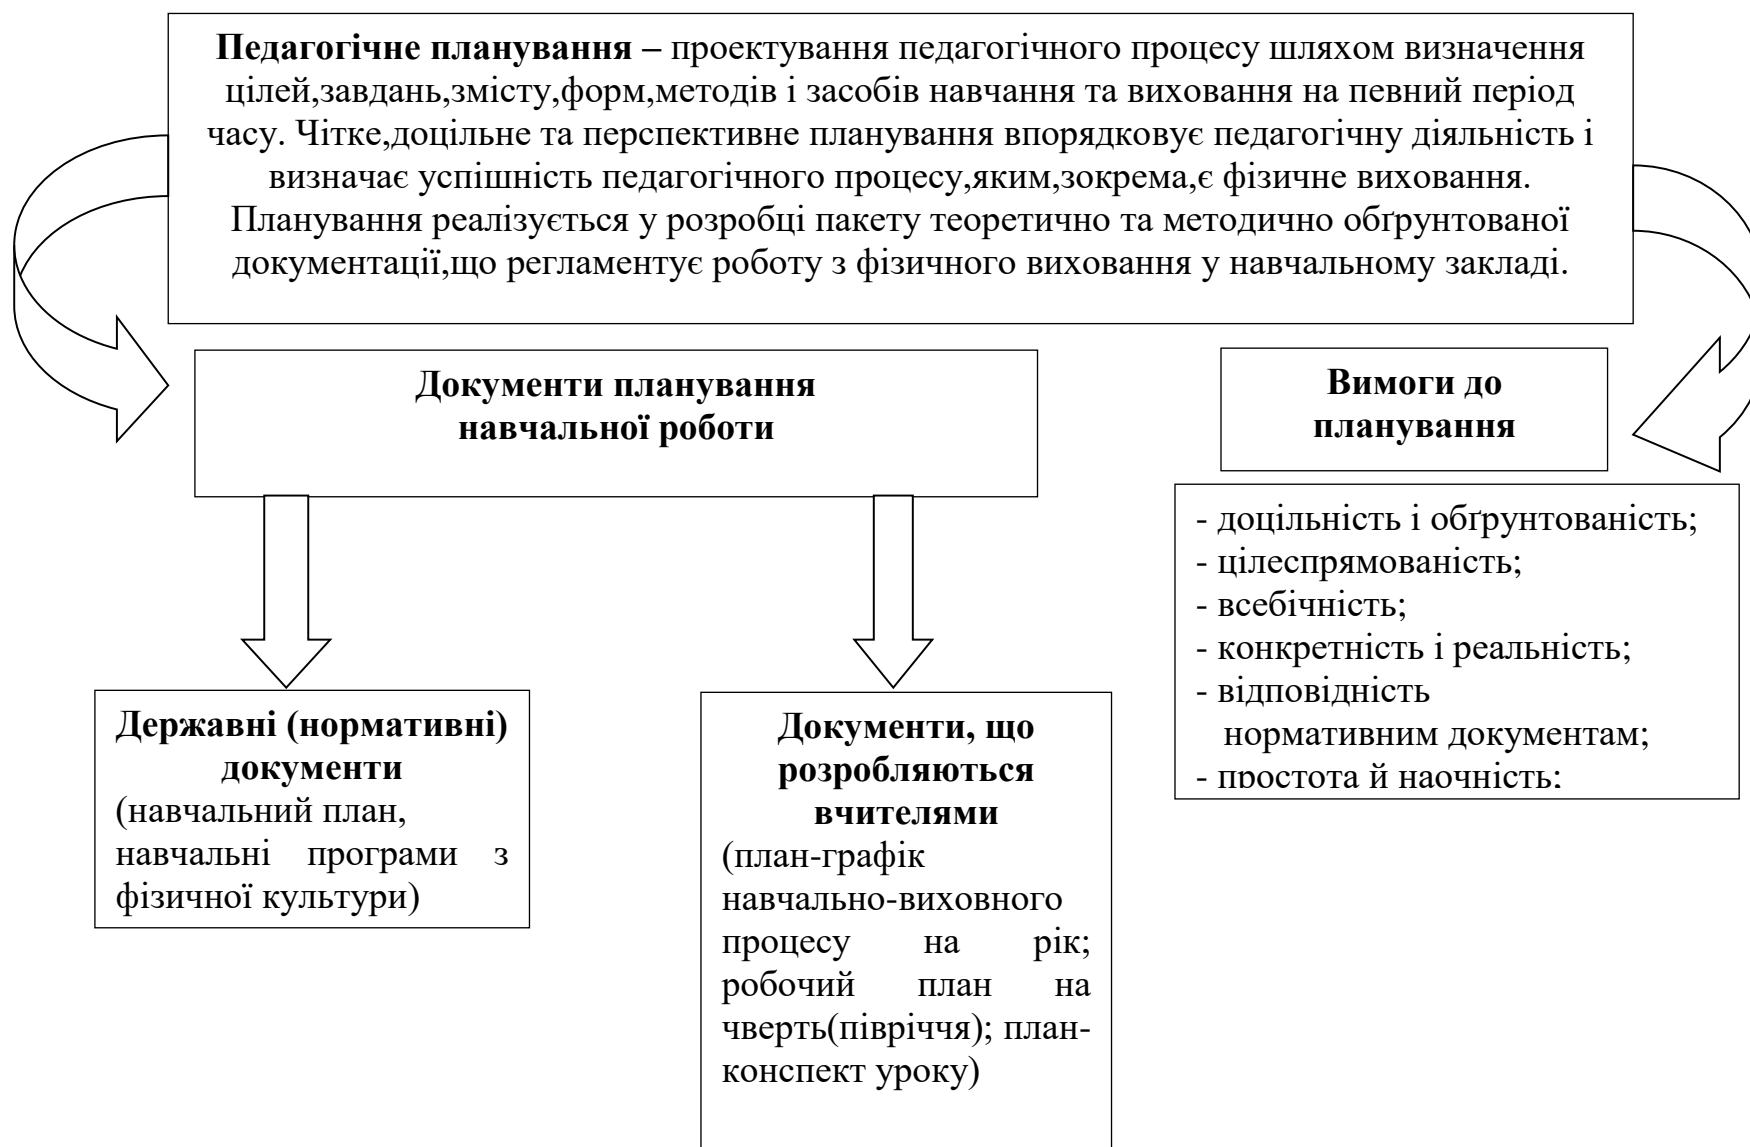 Педагогічне планування – проектування педагогічного процесу шляхом визначення
цілей,завдань,змісту,форм,методів і засобів навчання та виховання на певний період
часу. Чітке,доцільне та перспективне планування впорядковує педагогічну діяльність і
визначає успішність педагогічного процесу,яким,зокрема,є фізичне виховання.
Планування реалізується у розробці пакету теоретично та методично обґрунтованої
документації,що регламентує роботу з фізичного виховання у навчальному закладі.
Документи планування
навчальної роботи
Вимоги до
планування
- доцільність і обґрунтованість;
- цілеспрямованість;
- всебічність;
- конкретність і реальність;
- відповідність
нормативним документам;
- простота й наочність;
Державні (нормативні)
документи
(навчальний план,
навчальні програми з
фізичної культури)
Документи, що
розробляються
вчителями
(план-графік
навчально-виховного
процесу на рік;
робочий план на
чверть(півріччя); план-
конспект уроку)